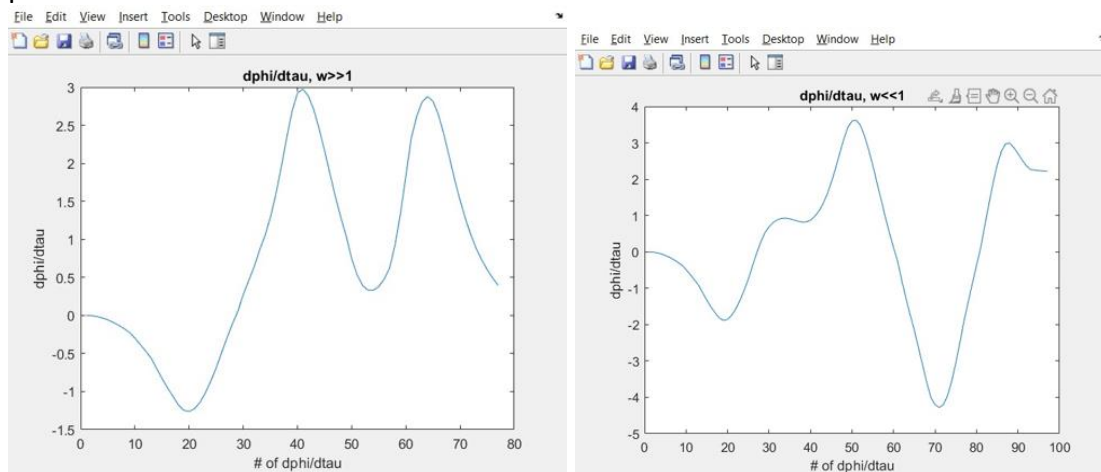 File Edit View Insert Tools Desktop Window Help
dphi/dtau, w>>1
3
2.5
2
1.5
1
0.5
0
-0.5
-1
-1.5
dphi/dtau
0 10 20 30 40 50 60 70 80
# of dphi/dtau
File Edit View Insert Tools Desktop Window Help
dphi/dtau, w<<1
4
3
2
1
0
-1
-2
-3
-4
-5
dphi/dtau
0 10 20 30 40 50 60 70 80 90 100
# of dphi/dtau